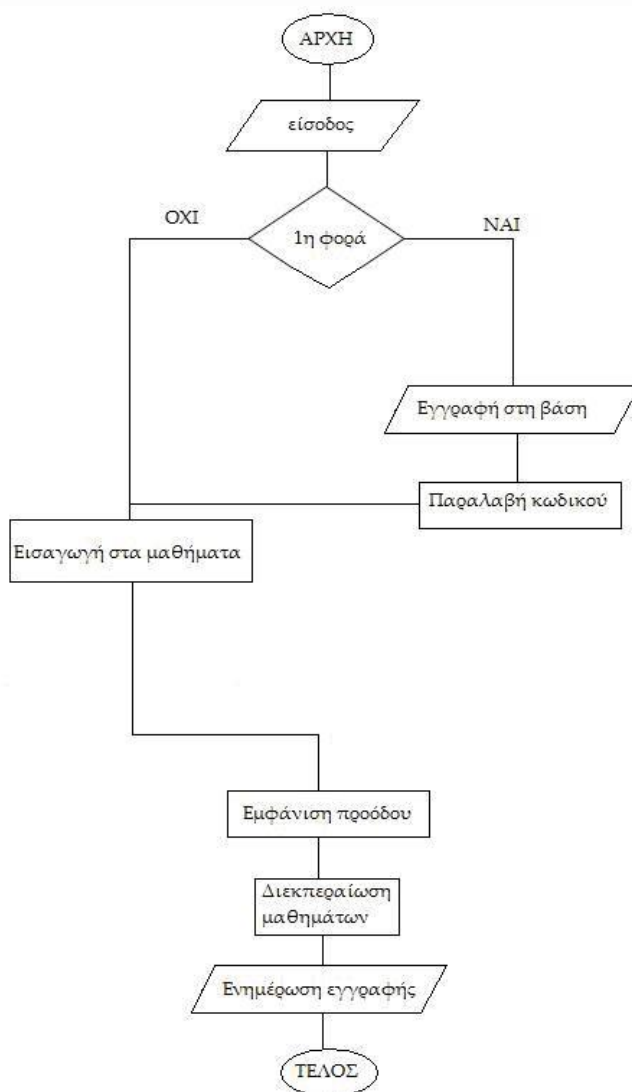 ΑΡΧΗ
είσοδος
ΟΧΙ
1η φορά
ΝΑΙ
Εγγραφή στη βάση
Παραλαβή κωδικού
Εισαγωγή στα μαθήματα
Εμφάνιση προόδου
Διεκπεραίωση
μαθημάτων
Ενημέρωση εγγραφής
ΤΕΛΟΣ